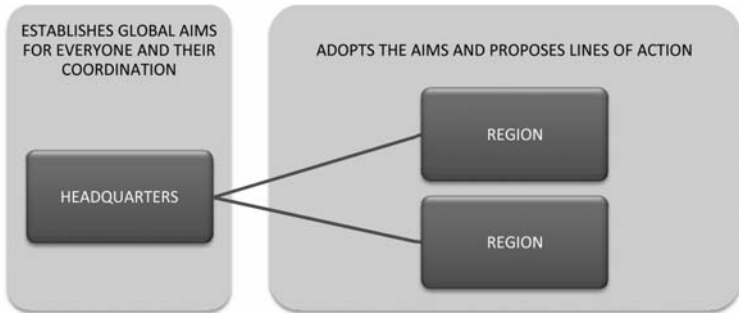 ESTABLISHES GLOBAL AIMS
FOR EVERYONE AND THEIR
COORDINATION
ADOPTS THE AIMS AND PROPOSES LINES OF ACTION
REGION
HEADQUARTERS
REGION